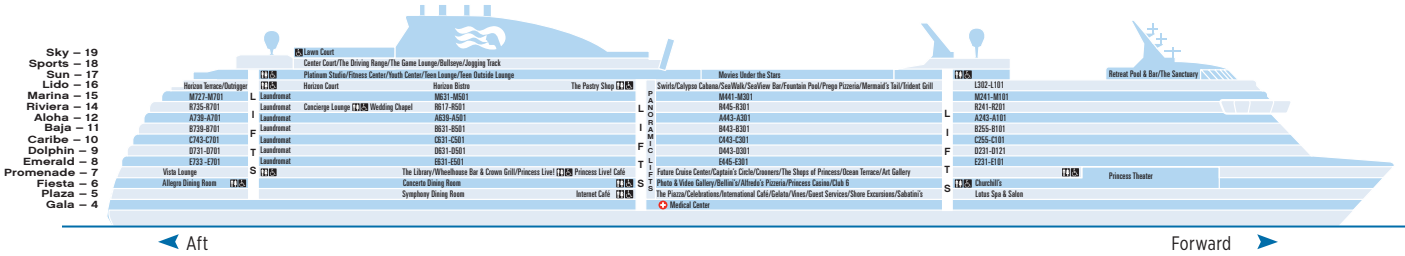 Sky – 19 Lawn Court
Sports – 18 Center Court/The Driving Range/The Game Lounge/Bullseye/Jogging Track
Sun – 17 Platinum Studio/Fitness Center/Youth Center/Teen Lounge/Teen Outside Lounge Movies Under the Stars Retreat Pool & Bar/The Sanctuary
Lido – 16 Horizon Terrace/Outrigger Horizon Court Horizon Bistro The Pastry Shop Swirls/Calypso Cabana/SeaWalk/SeaView Bar/Fountain Pool/Prego Pizzeria/Mermaid's Tail/Trident Grill L302-L101
Marina – 15 M727-M701 Laundromat M631-M501 M441-M301 M241-M101
Riviera – 14 R735-R701 Concierge Lounge Wedding Chapel R617-R501 R445-R301 R241-R201
Aloha – 12 A739-A701 Laundromat A639-A501 A443-A301 A243-A101
Baja – 11 B739-B701 Laundromat B631-B501 B443-B301 B255-B101
Caribe – 10 C743-C701 Laundromat C631-C501 C443-C301 C255-C101
Dolphin – 9 D731-D701 Laundromat D631-D501 D443-D301 D231-D121
Emerald – 8 E733 -E701 Laundromat E631-E501 E445-E301 E231-E101
Promenade – 7 Vista Lounge The Library/Wheelhouse Bar & Crown Grill/Princess Live! Princess Live! Café Future Cruise Center/Captain's Circle/Crooners/The Shops of Princess/Ocean Terrace/Art Gallery
Fiesta – 6 Allegro Dining Room Concerto Dining Room Photo & Video Gallery/Bellini's/Alfredo's Pizzeria/Princess Casino/Club 6 Churchill's Princess Theater
Plaza – 5 Symphony Dining Room Internet Café The Piazza/Celebrations/International Café/Gelato/Vines/Guest Services/Shore Excursions/Sabatini's Lotus Spa & Salon
Gala – 4 Medical Center
LIFTS
LIFTS
PANORAMIC LIFTS
LIFTS
Aft Forward